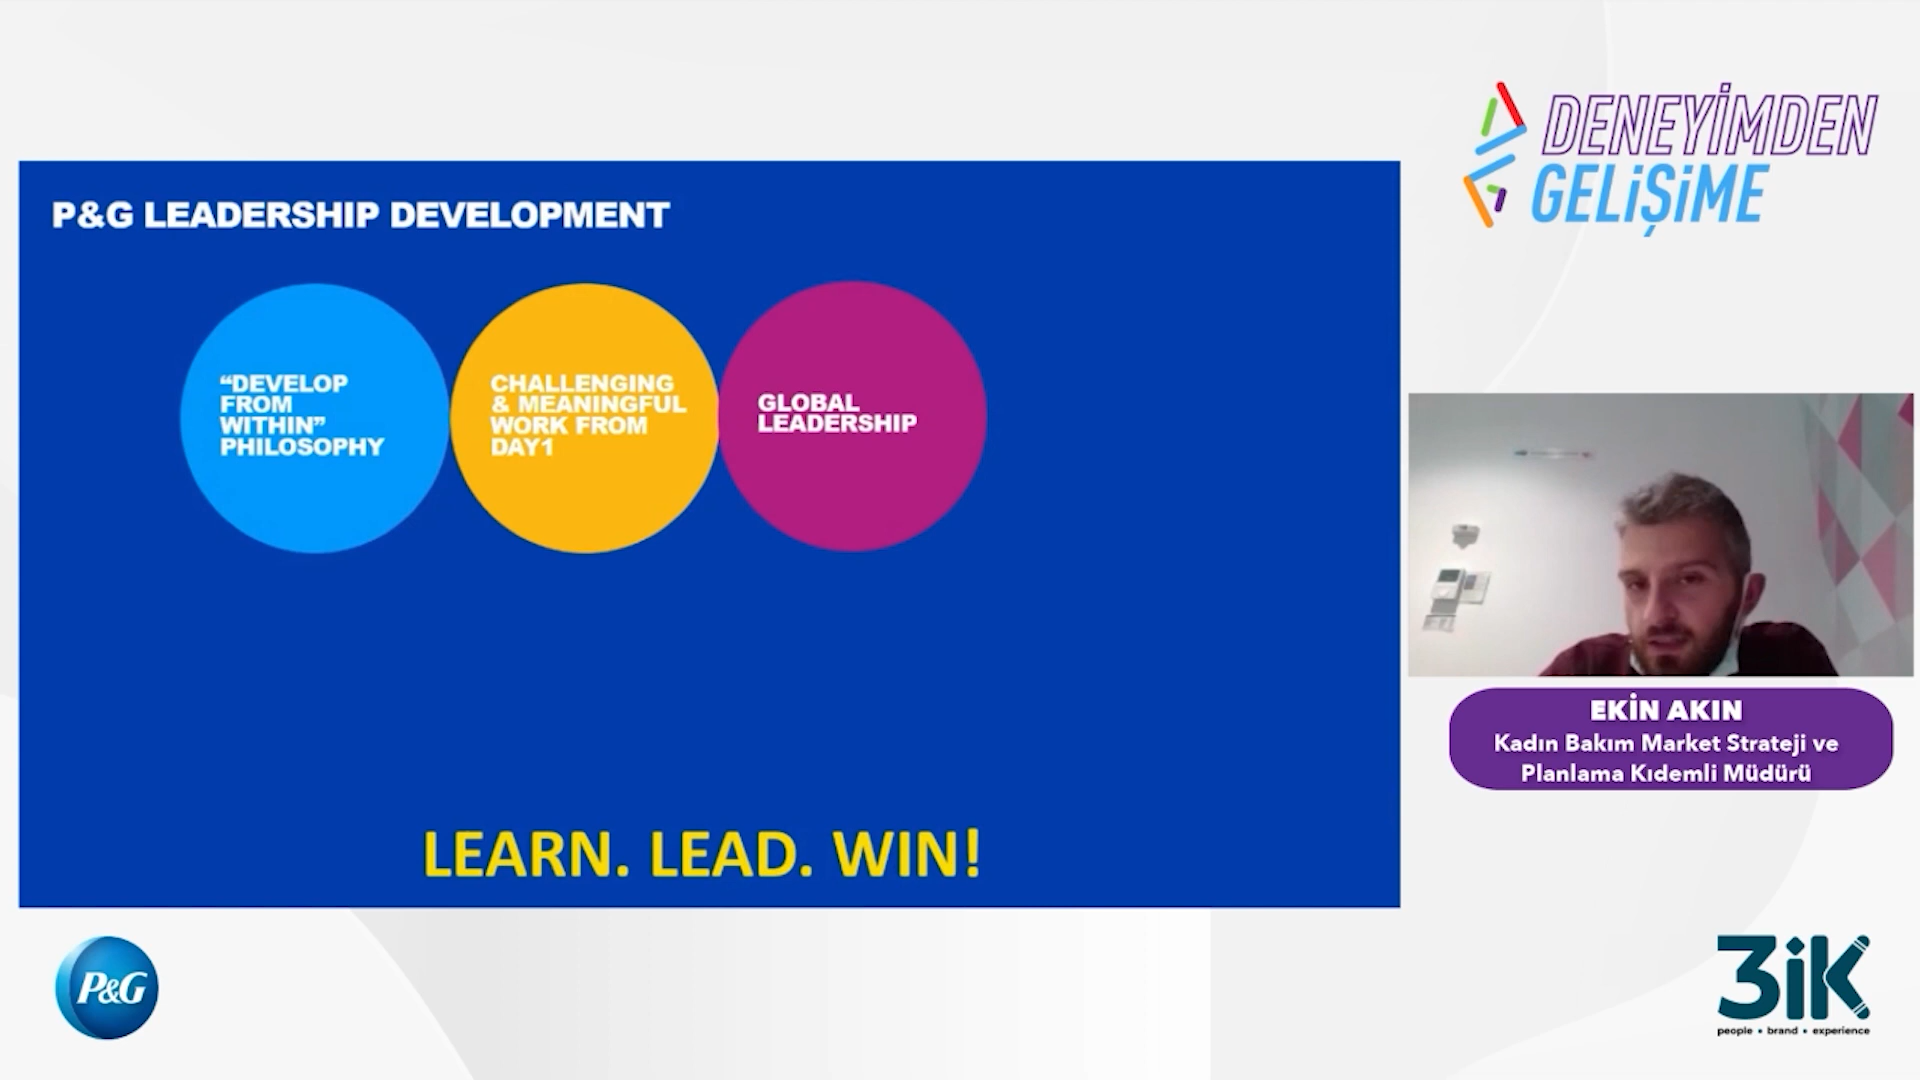 DENEYİMDEN
GELİŞİME
P&G LEADERSHIP DEVELOPMENT
“DEVELOP
FROM
WITHIN”
PHILOSOPHY
CHALLENGING
& MEANINGFUL
WORK FROM
DAY1
GLOBAL
LEADERSHIP
LEARN. LEAD. WIN!
EKİN AKIN
Kadın Bakım Market Strateji ve
Planlama Kıdemli Müdürü
P&G
3iK
people • brand • experience